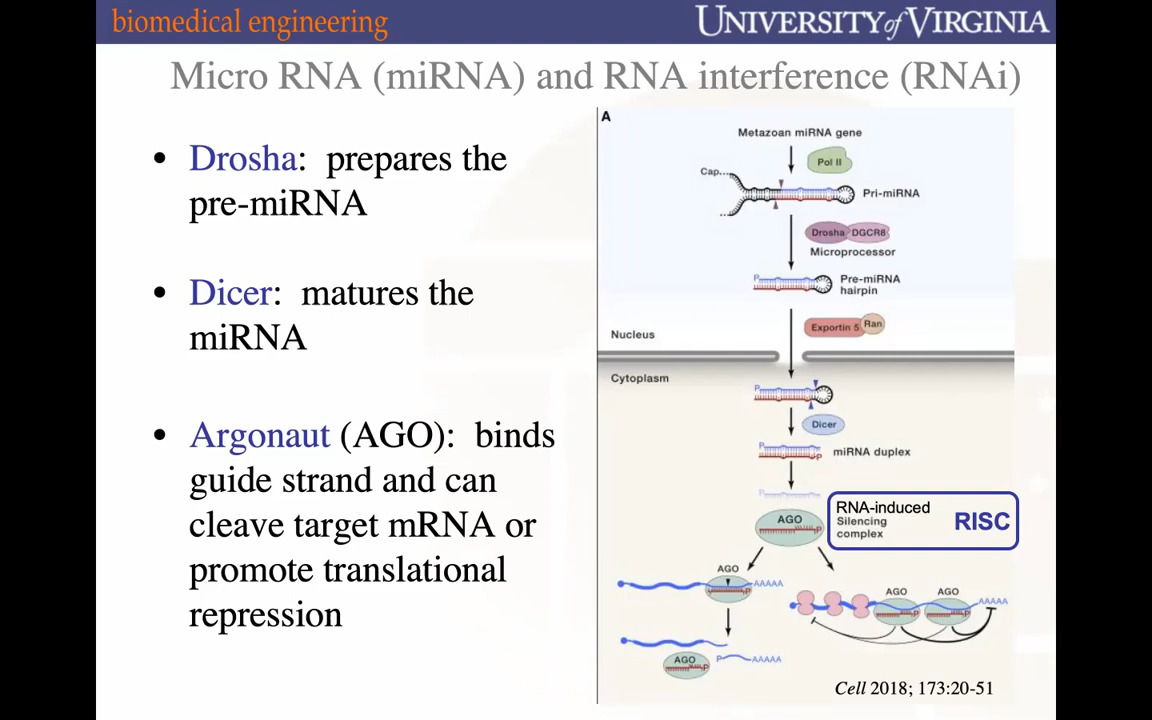 biomedical engineering
UNIVERSITY of VIRGINIA
Micro RNA (miRNA) and RNA interference (RNAi)
• Drosha: prepares the
pre-miRNA
• Dicer: matures the
miRNA
• Argonaut (AGO): binds
guide strand and can
cleave target mRNA or
promote translational
repression
A
Metazoan miRNA gene
Pol II
Cap
Pri-miRNA
Drosha DGCR8
Microprocessor
P
Pre-miRNA
hairpin
Exportin 5 Ran
Nucleus
Cytoplasm
P
Dicer
P
P
miRNA duplex
AGO
P
RNA-induced
Silencing
complex
RISC
AGO
AAAAA
P
AGO
AGO
AAAAA
P
P
AGO
P
P
AAAAA
Cell 2018; 173:20-51